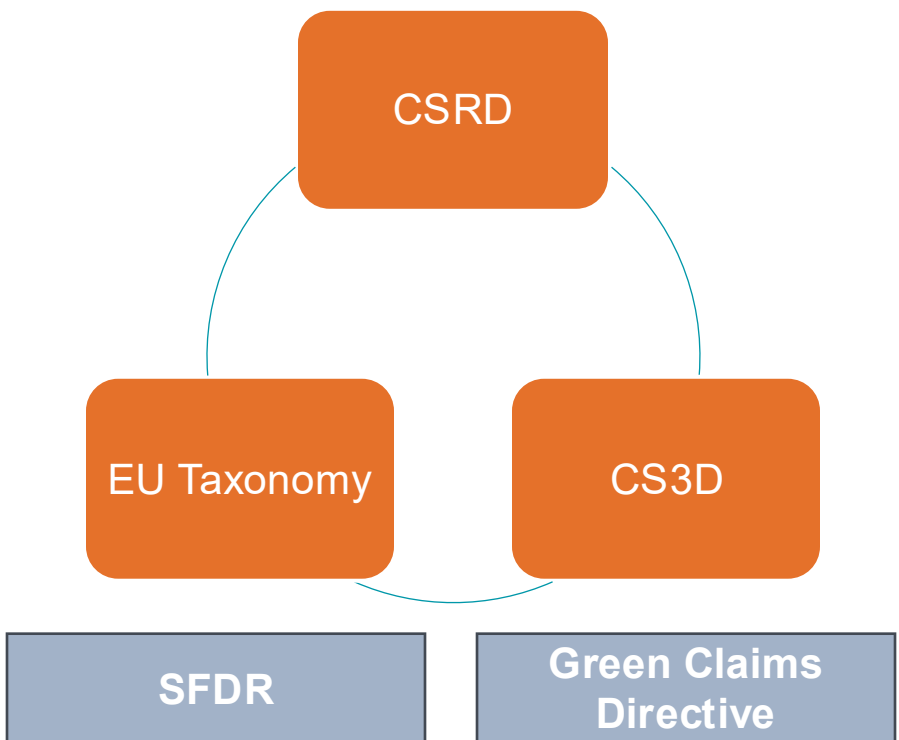 CSRD
EU Taxonomy
CS3D
SFDR
Green Claims
Directive